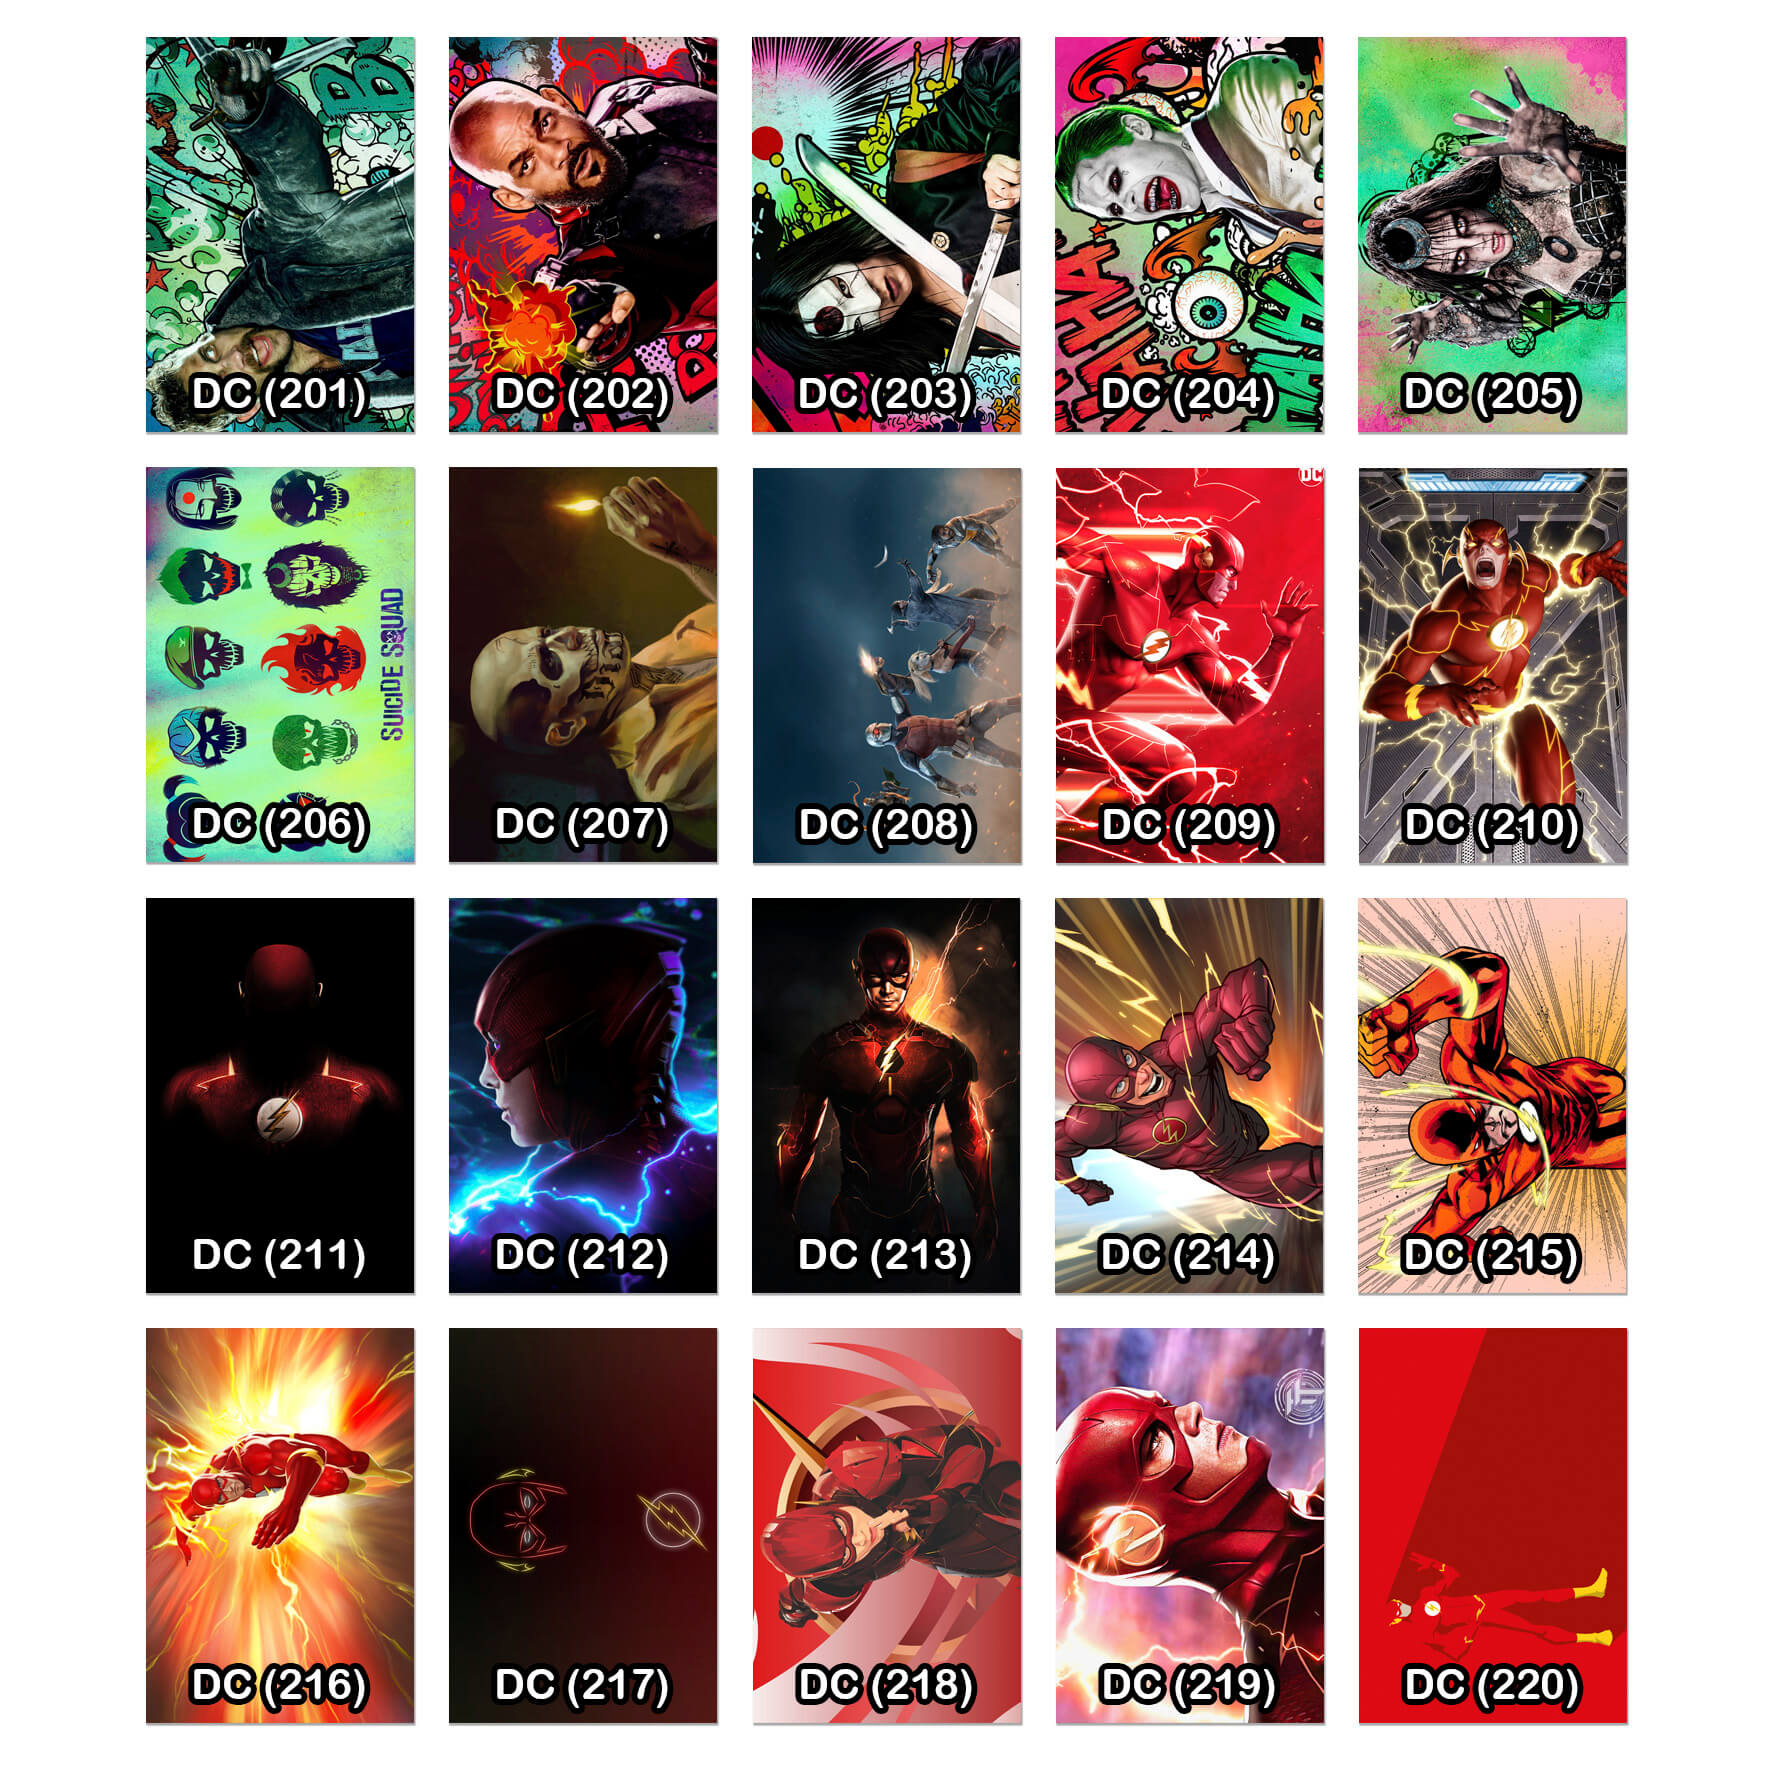 DC (201)
DC (202)
DC (203)
DC (204)
DC (205)
SUICIDE SQUAD
DC (206)
DC (207)
DC (208)
DC
DC (209)
DC (210)
DC (211)
DC (212)
DC (213)
DC (214)
DC (215)
DC (216)
DC (217)
DC (218)
DC (219)
DC (220)